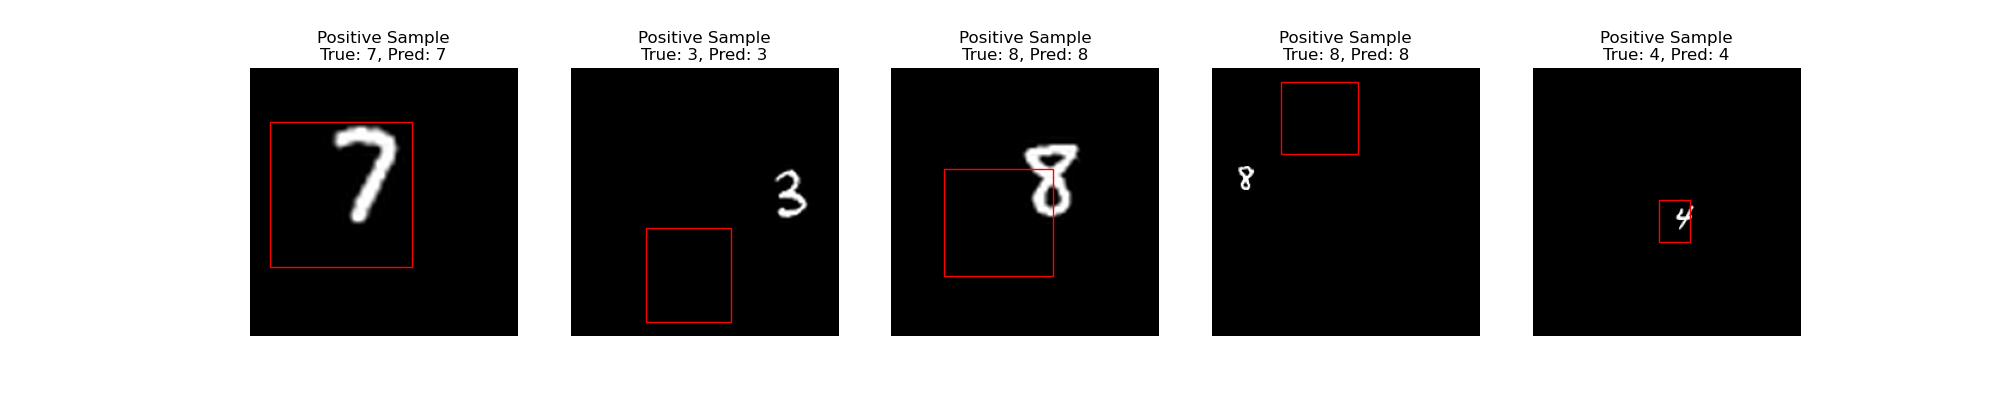 Positive Sample
True: 7, Pred: 7
Positive Sample
True: 3, Pred: 3
Positive Sample
True: 8, Pred: 8
Positive Sample
True: 8, Pred: 8
Positive Sample
True: 4, Pred: 4
7
3
8
8
4